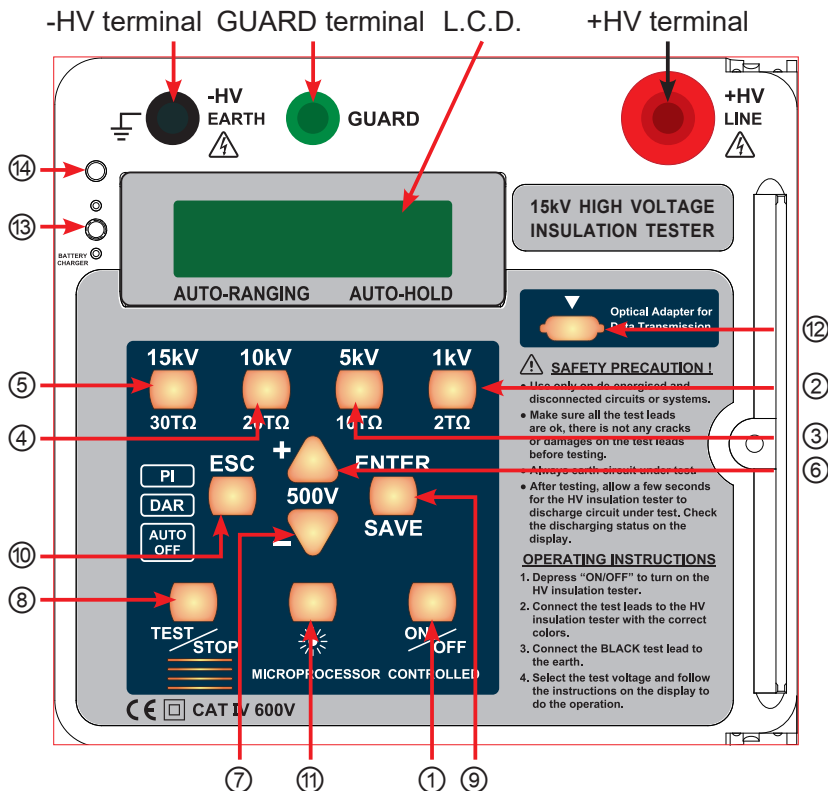 -HV terminal GUARD terminal L.C.D. +HV terminal
-HV
EARTH
GUARD
+HV
LINE
⑭
⑬
BATTERY
CHARGER
AUTO-RANGING AUTO-HOLD
15kV HIGH VOLTAGE
INSULATION TESTER
Optical Adapter for
Data Transmission
⑫
15kV 10kV 5kV 1kV
30TΩ 20TΩ 10TΩ 2TΩ
⑤
④
②
③
⑥
+
ESC
500V
ENTER
SAVE
–
PI
DAR
AUTO
OFF
⑩
⑧
TEST
STOP
ON
OFF
MICROPROCESSOR CONTROLLED
CE CAT IV 600V
SAFETY PRECAUTION !
• Use only on de-energised and
disconnected circuits or systems.
• Make sure all the test leads
are ok, there is not any cracks
or damages on the test leads
before testing.
• Always earth circuit under test.
• After testing, allow a few seconds
for the HV insulation tester to
discharge circuit under test. Check
the discharging status on the
display.
OPERATING INSTRUCTIONS
1. Depress “ON/OFF” to turn on the
HV insulation tester.
2. Connect the test leads to the HV
insulation tester with the correct
colors.
3. Connect the BLACK test lead to
the earth.
4. Select the test voltage and follow
the instructions on the display to
do the operation.
⑦ ⑪ ① ⑨